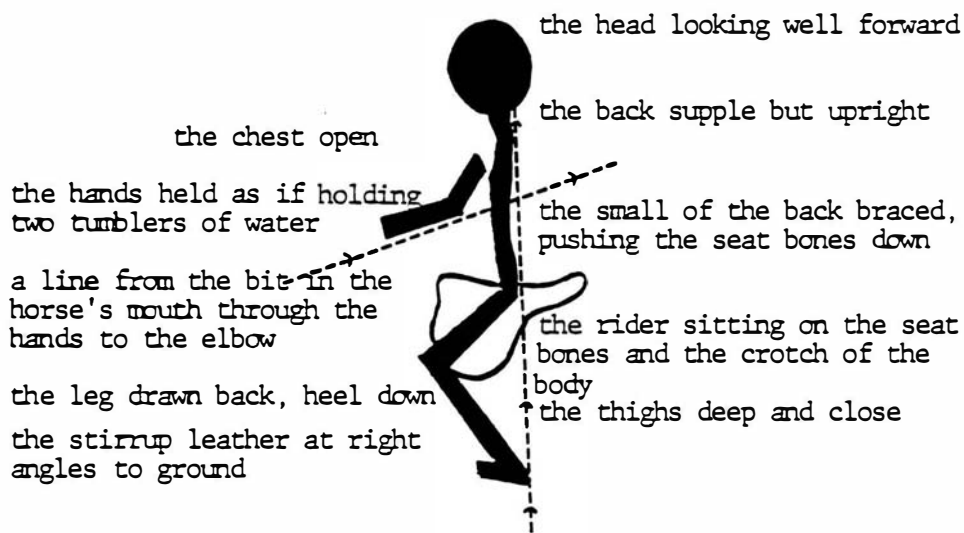 the head looking well forward
the back supple but upright
the chest open
the hands held as if holding
two tumblers of water
the small of the back braced,
pushing the seat bones down
a line from the bit in the
horse's mouth through the
hands to the elbow
the rider sitting on the seat
bones and the crotch of the
body
the leg drawn back, heel down
the thighs deep and close
the stirrup leather at right
angles to ground